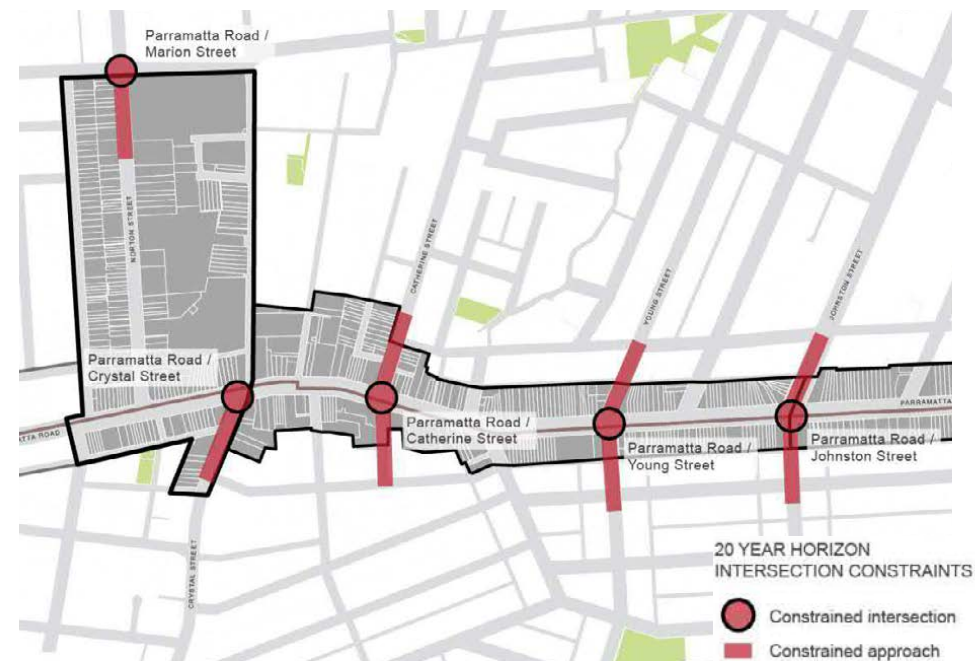 Parramatta Road /
Marion Street
NORTON STREET
CATHERINE STREET
YOUNG STREET
JOHNSTON STREET
Parramatta Road /
Crystal Street
PARRAMATTA
ATTA ROAD
Parramatta Road /
Catherine Street
Parramatta Road /
Young Street
Parramatta Road /
Johnston Street
CRYSTAL STREET
20 YEAR HORIZON
INTERSECTION CONSTRAINTS
Constrained intersection
Constrained approach